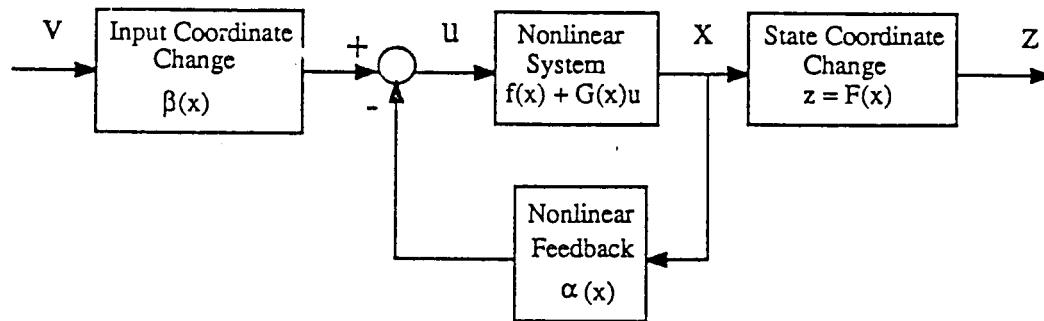 V
Input Coordinate
Change
β(x)
+
-
u
Nonlinear
System
f(x) + G(x)u
X
State Coordinate
Change
z = F(x)
Z
Nonlinear
Feedback
α(x)